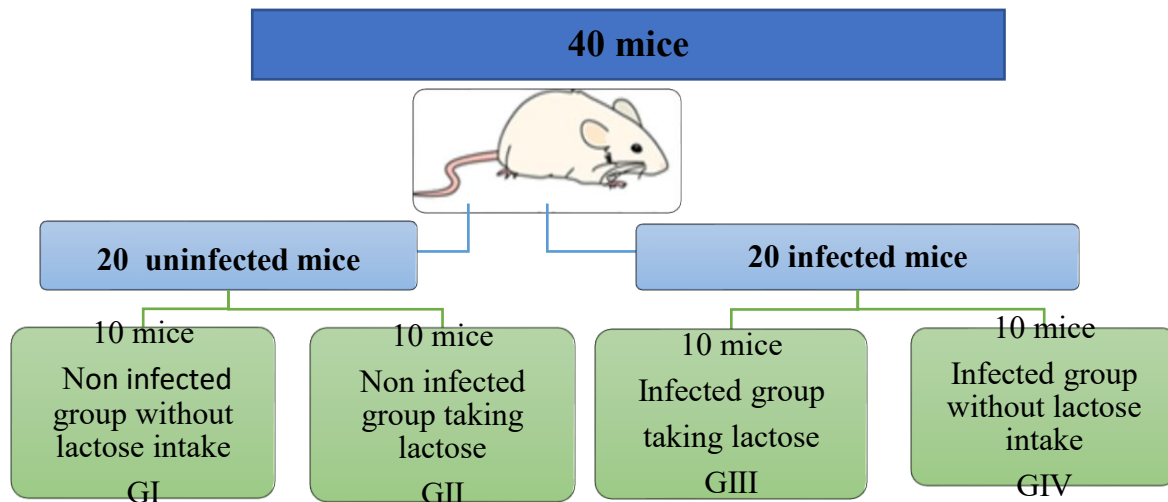 40 mice
20 uninfected mice
20 infected mice
10 mice
Non infected
group without
lactose intake
GI
10 mice
Non infected
group taking
lactose
GII
10 mice
Infected group
taking lactose
GIII
10 mice
Infected group
without lactose
intake
GIV